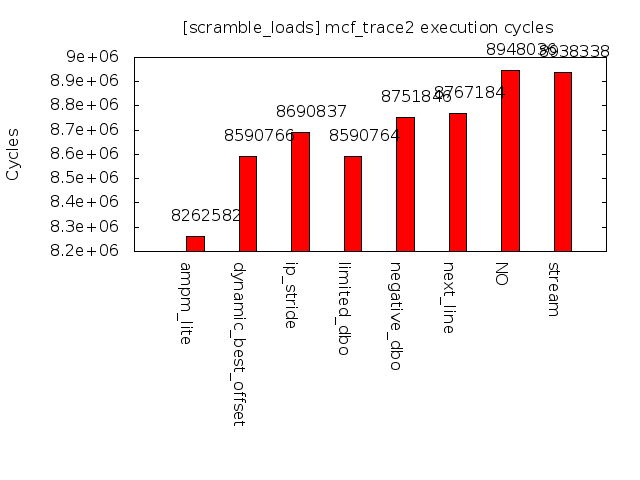 [scramble_loads] mcf_trace2 execution cycles
9e+06
8.9e+06
8.8e+06
8.7e+06
8.6e+06
8.5e+06
8.4e+06
8.3e+06
8.2e+06
Cycles
8262582
8590766
8690837
8590764
8751846
8767184
8948036
8938338
ampm_lite
dynamic_best_offset
ip_stride
limited_dbo
negative_dbo
next_line
NO
stream